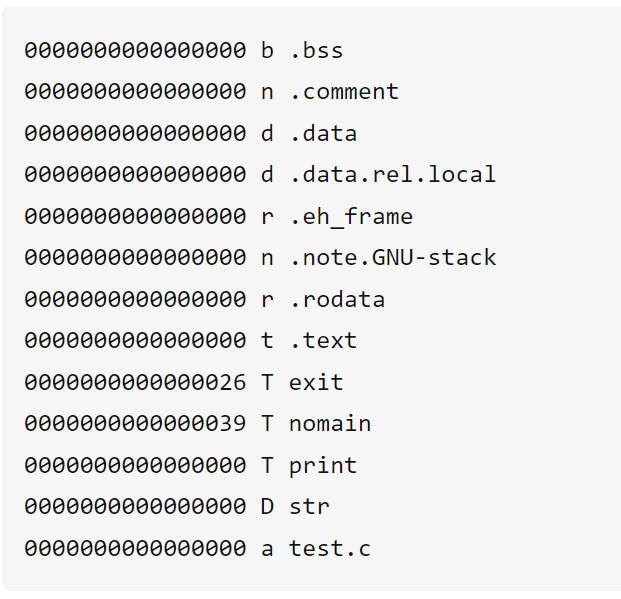 0000000000000000 b .bss
0000000000000000 n .comment
0000000000000000 d .data
0000000000000000 d .data.rel.local
0000000000000000 r .eh_frame
0000000000000000 n .note.GNU-stack
0000000000000000 r .rodata
0000000000000000 t .text
0000000000000026 T exit
0000000000000039 T nomain
0000000000000000 T print
0000000000000000 D str
0000000000000000 a test.c